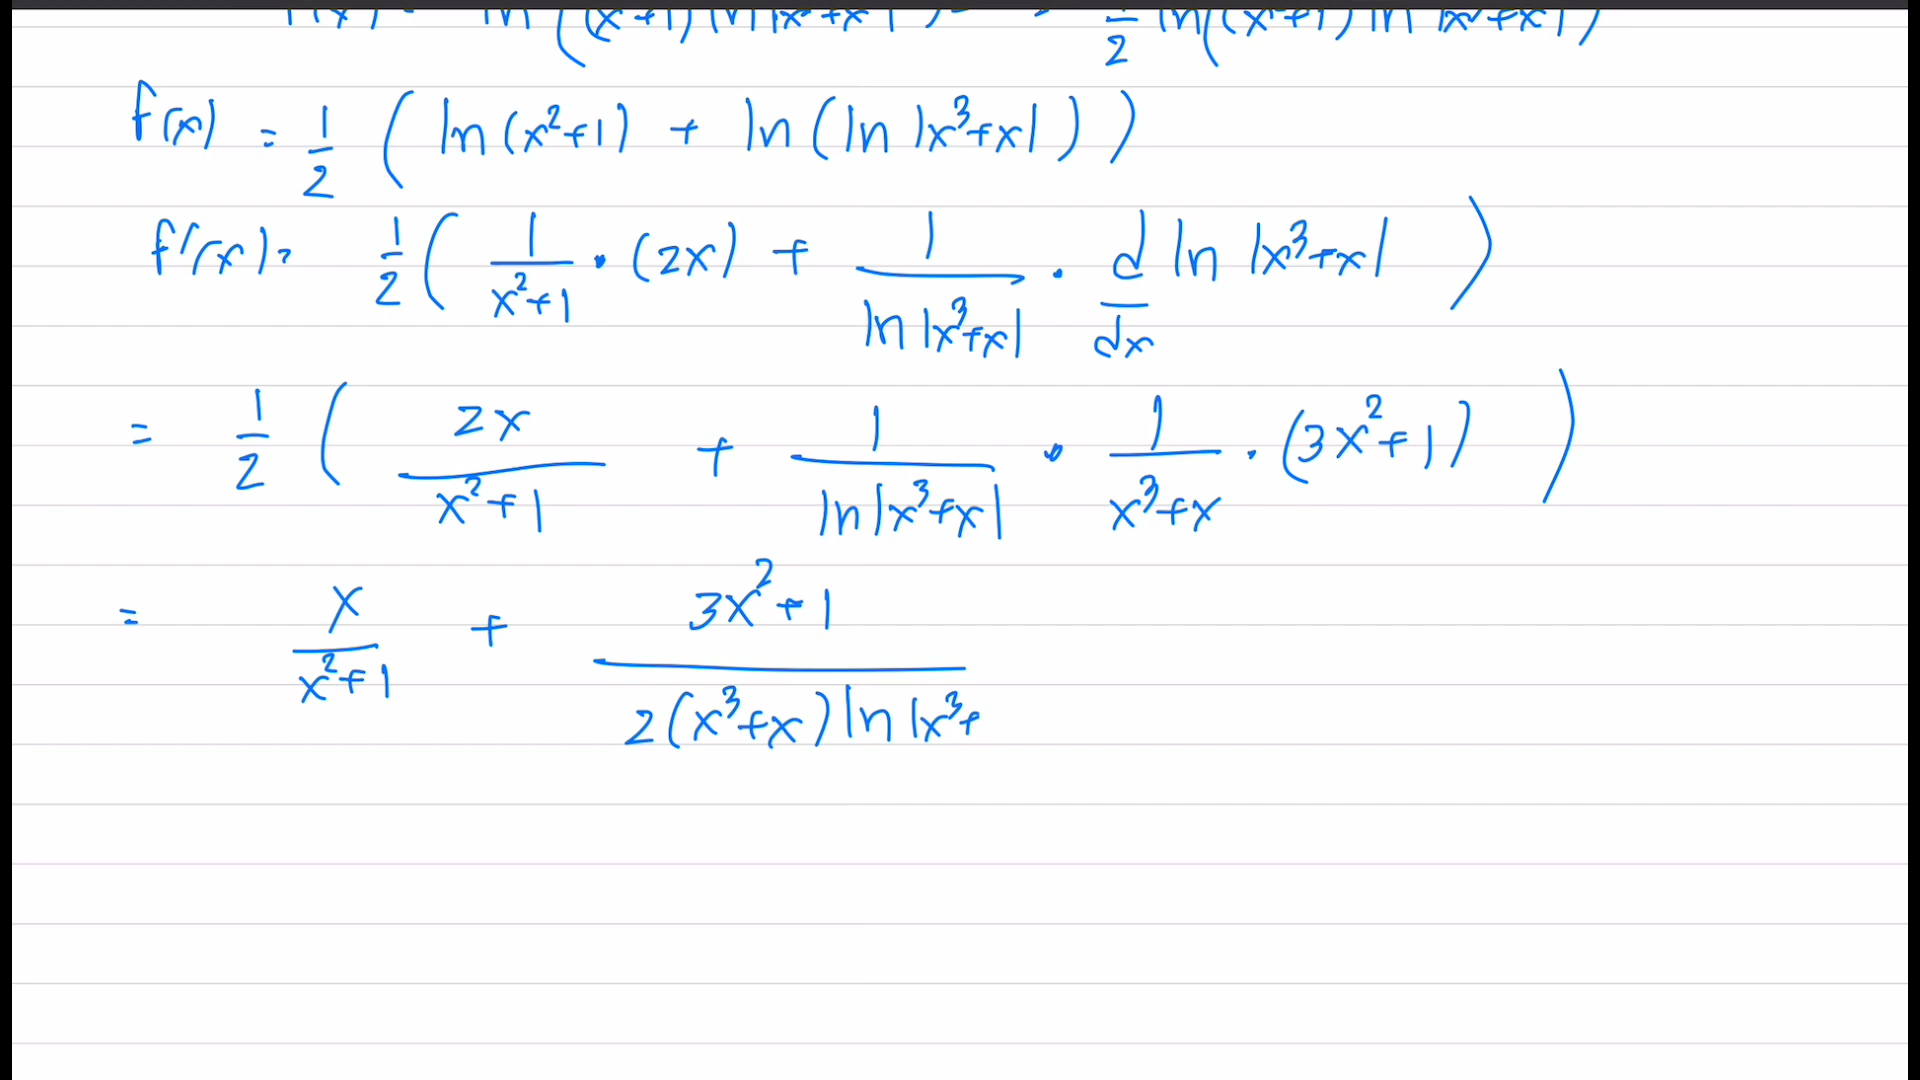 f(x) = 1/2 ( ln(x²+1) + ln(ln|x³+x|) )
f'(x) = 1/2 ( 1/(x²+1) · (2x) + 1/(ln|x³+x|) · d/dx ln|x³+x| )
= 1/2 ( 2x/(x²+1) + 1/(ln|x³+x|) · 1/(x³+x) · (3x²+1) )
= x/(x²+1) + (3x²+1)/(2(x³+x)ln|x³+